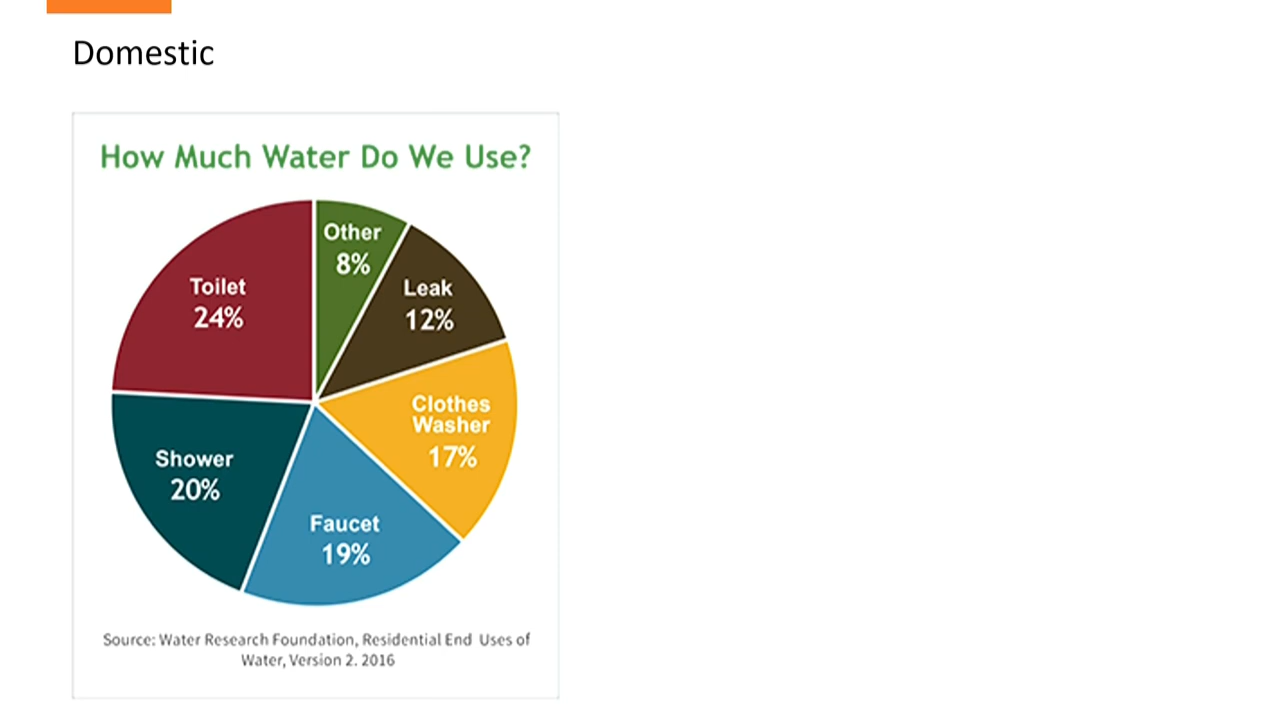 Domestic
How Much Water Do We Use?
Other
8%
Leak
12%
Clothes
Washer
17%
Faucet
19%
Shower
20%
Toilet
24%
Source: Water Research Foundation, Residential End Uses of
Water, Version 2. 2016